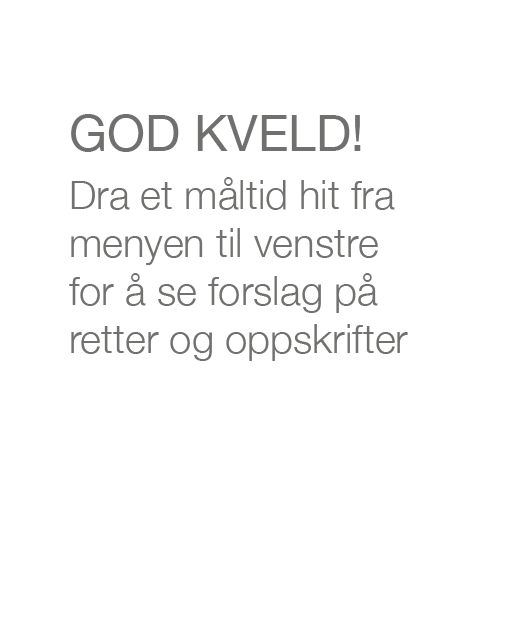 GOD KVELD!
Dra et måltid hit fra
menyen til venstre
for å se forslag på
retter og oppskrifter